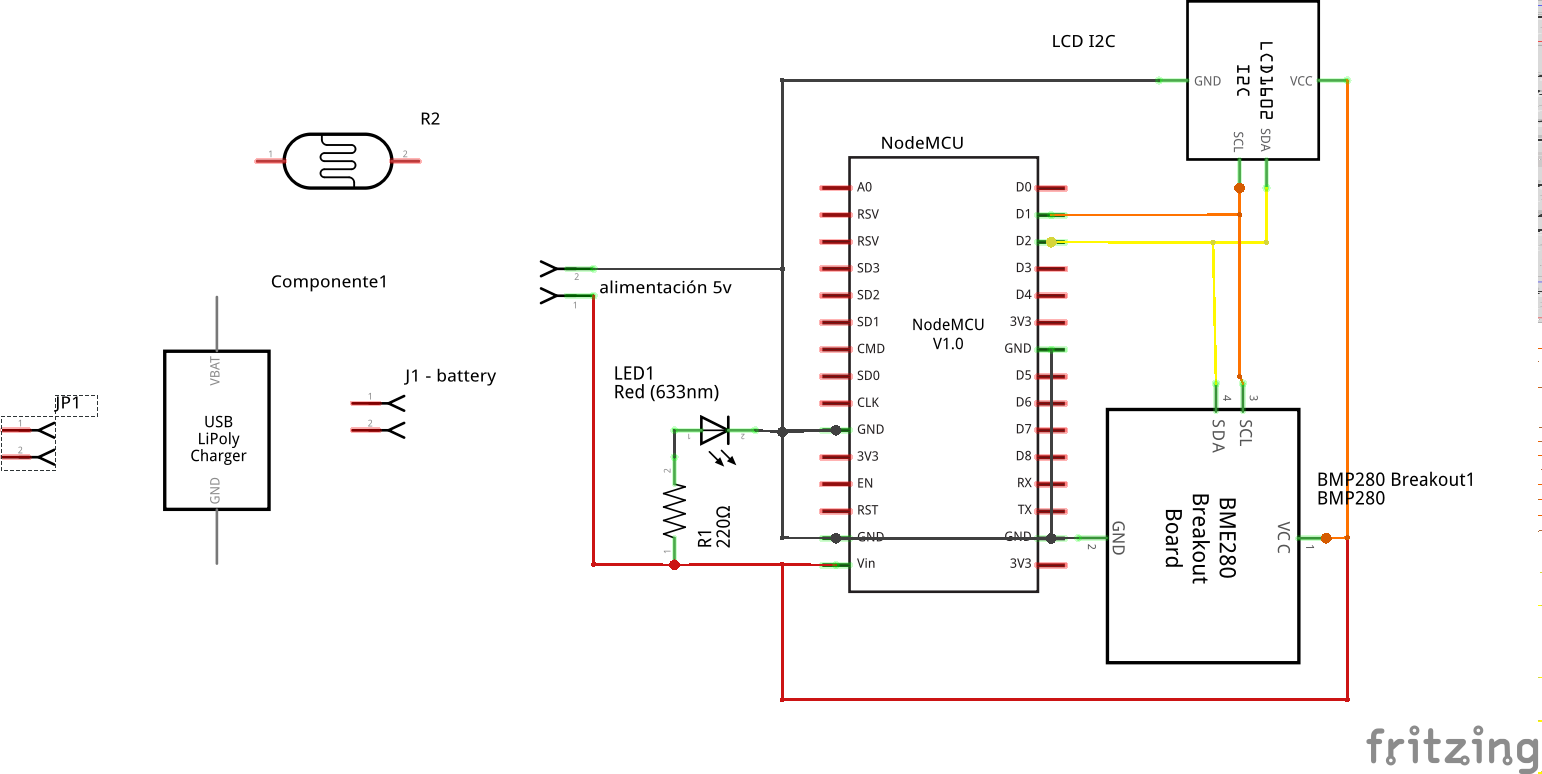 LCD I2C
LCD1602
I2C
GND
VCC
SCL
SDA
R2
1
2
NodeMCU
A0
RSV
RSV
SD3
SD2
SD1
CMD
SD0
CLK
GND
3V3
EN
RST
GND
Vin
NodeMCU
V1.0
D0
D1
D2
D3
D4
3V3
GND
D5
D6
D7
D8
RX
TX
GND
3V3
Componente1
VBAT
USB
LiPoly
Charger
GND
2
alimentación 5v
1
J1 - battery
1
2
JP1
1
2
LED1
Red (633nm)
1
2
2
R1
220Ω
1
4
3
SDA
SCL
BMP280 Breakout1
BMP280
BME280
Breakout
Board
GND
2
VCC
1
fritzing